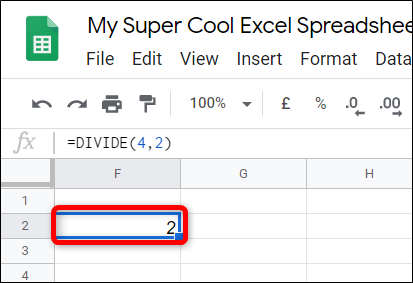 My Super Cool Excel Spreadshee
File Edit View Insert Format Data
100% £ % .0 .00
fx =DIVIDE(4,2)
F G H
1
2 2
3
4